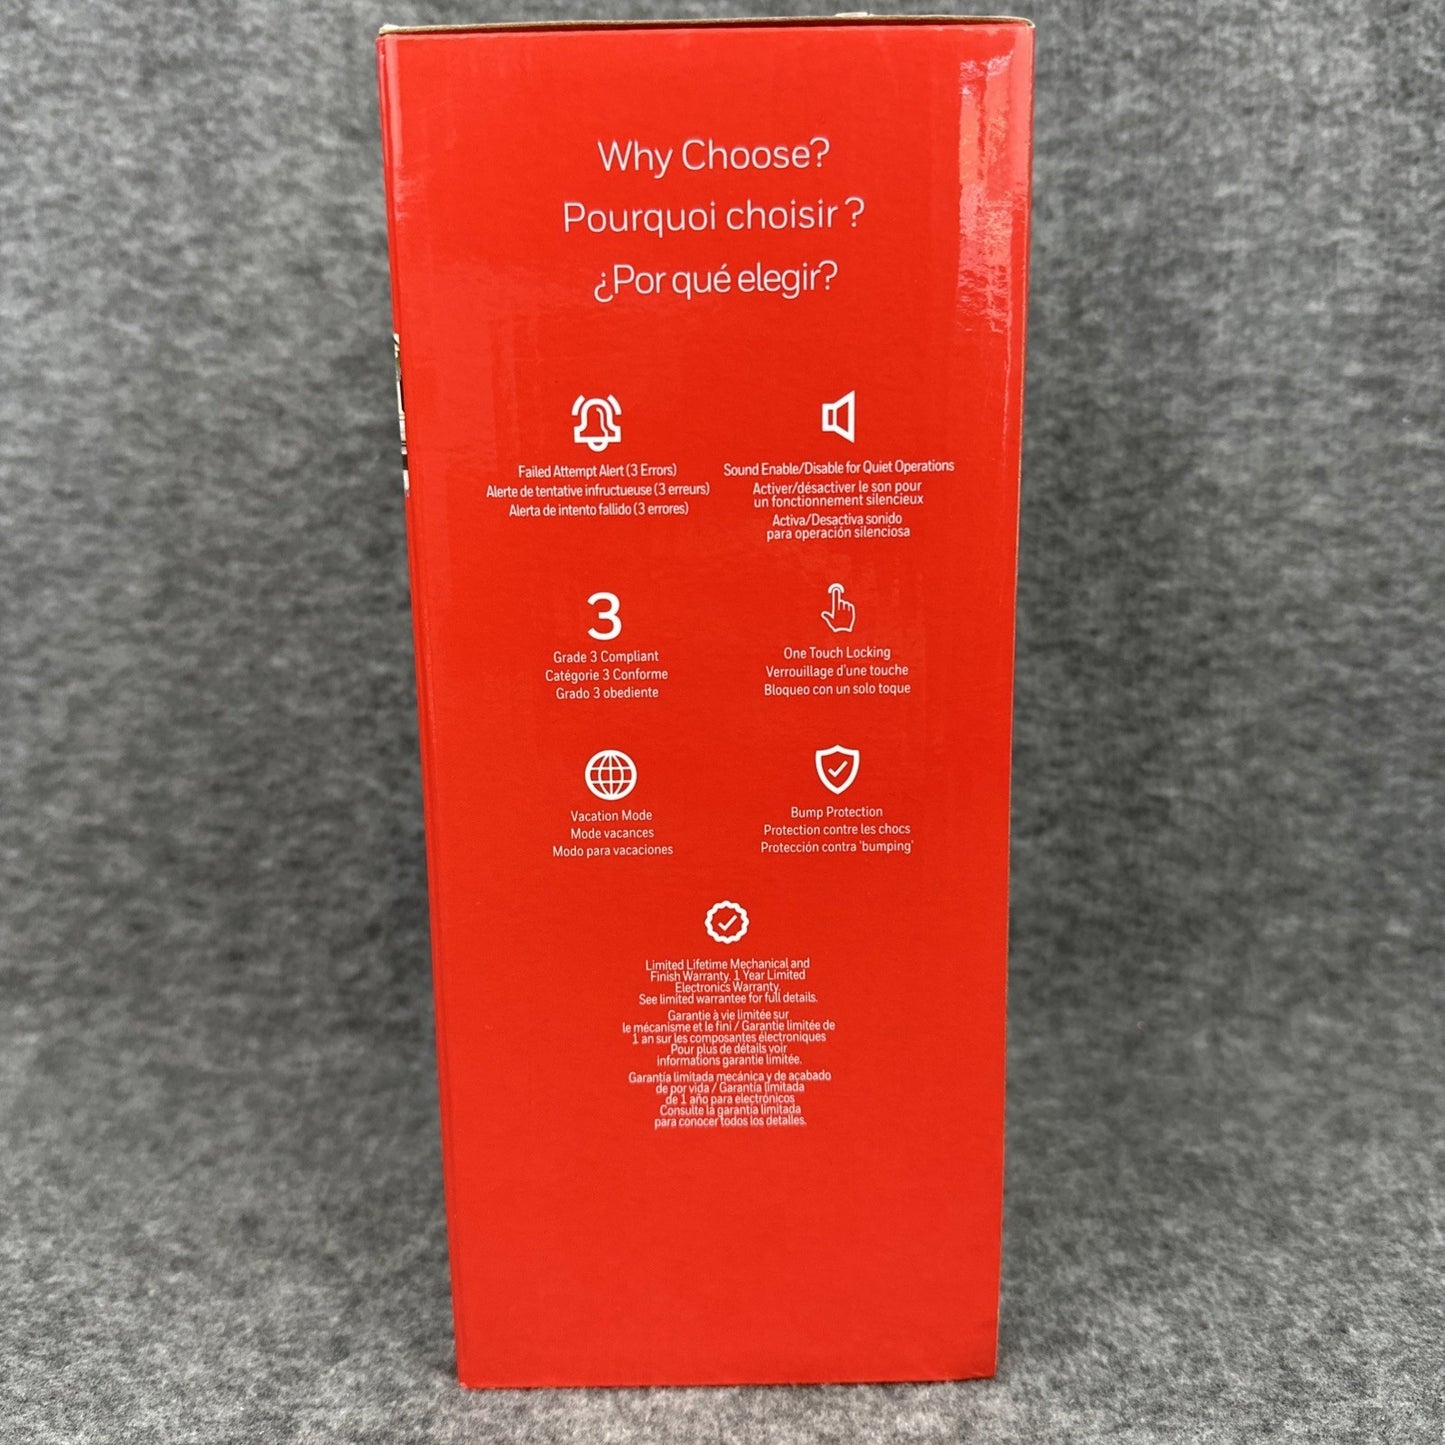 Why Choose?
Pourquoi choisir ?
¿Por qué elegir?
Failed Attempt Alert (3 Errors)
Alerte de tentative infructueuse (3 erreurs)
Alerta de intento fallido (3 errores)
Sound Enable/Disable for Quiet Operations
Activer/désactiver le son pour
un fonctionnement silencieux
Activa/Desactiva sonido
para operación silenciosa
3
Grade 3 Compliant
Catégorie 3 Conforme
Grado 3 obediente
One Touch Locking
Verrouillage d'une touche
Bloqueo con un solo toque
Vacation Mode
Mode vacances
Modo para vacaciones
Bump Protection
Protection contre les chocs
Protección contra 'bumping'
Limited Lifetime Mechanical and
Finish Warranty. 1 Year Limited
Electronics Warranty.
See limited warrantee for full details.
Garantie à vie limitée sur
le mécanisme et le fini / Garantie limitée de
1 an sur les composantes électroniques
Pour plus de détails voir
informations garantie limitée.
Garantía limitada mecánica y de acabado
de por vida / Garantía limitada
de 1 año para electrónicos
Consulte la garantía limitada
para conocer todos los detalles.